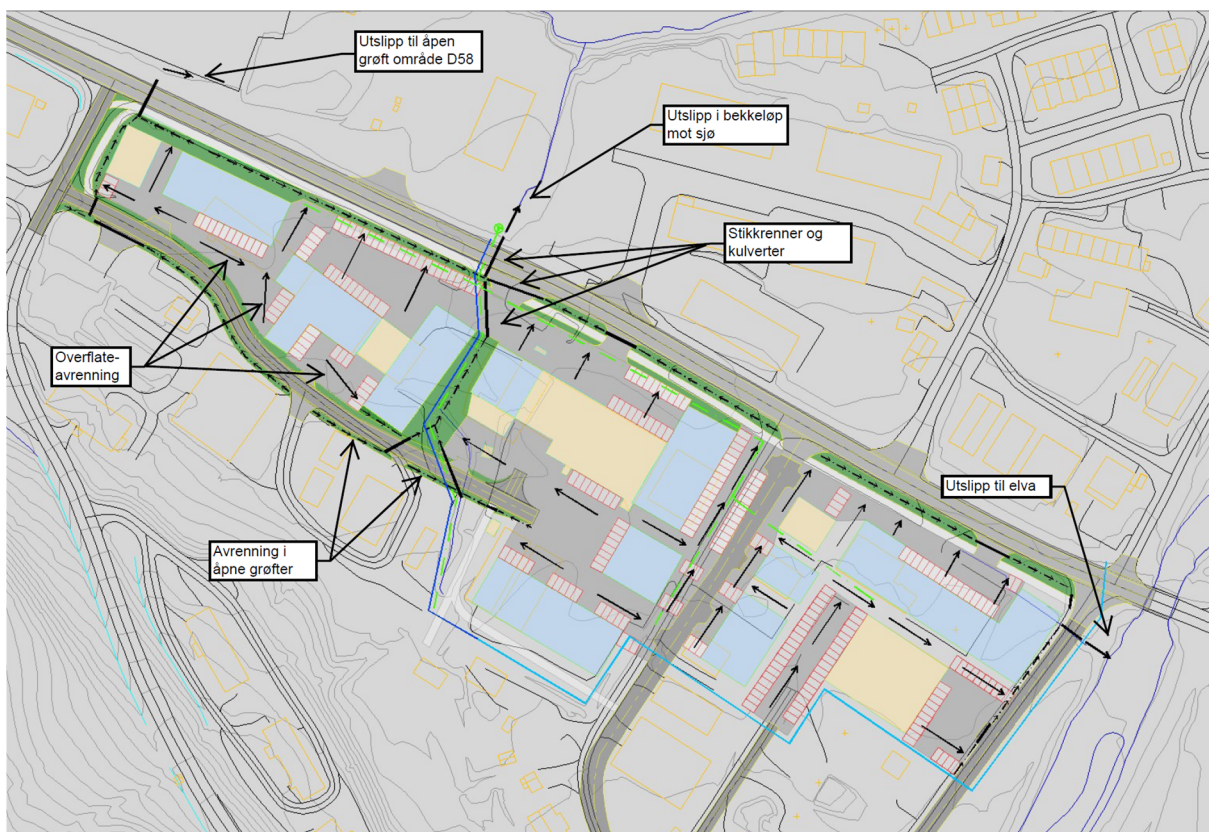 Utslipp til åpen
grøft område D58
Utslipp i bekkeløp
mot sjø
Stikkrenner og
kulverter
Overflate-
avrenning
Utslipp til elva
Avrenning i
åpne grøfter